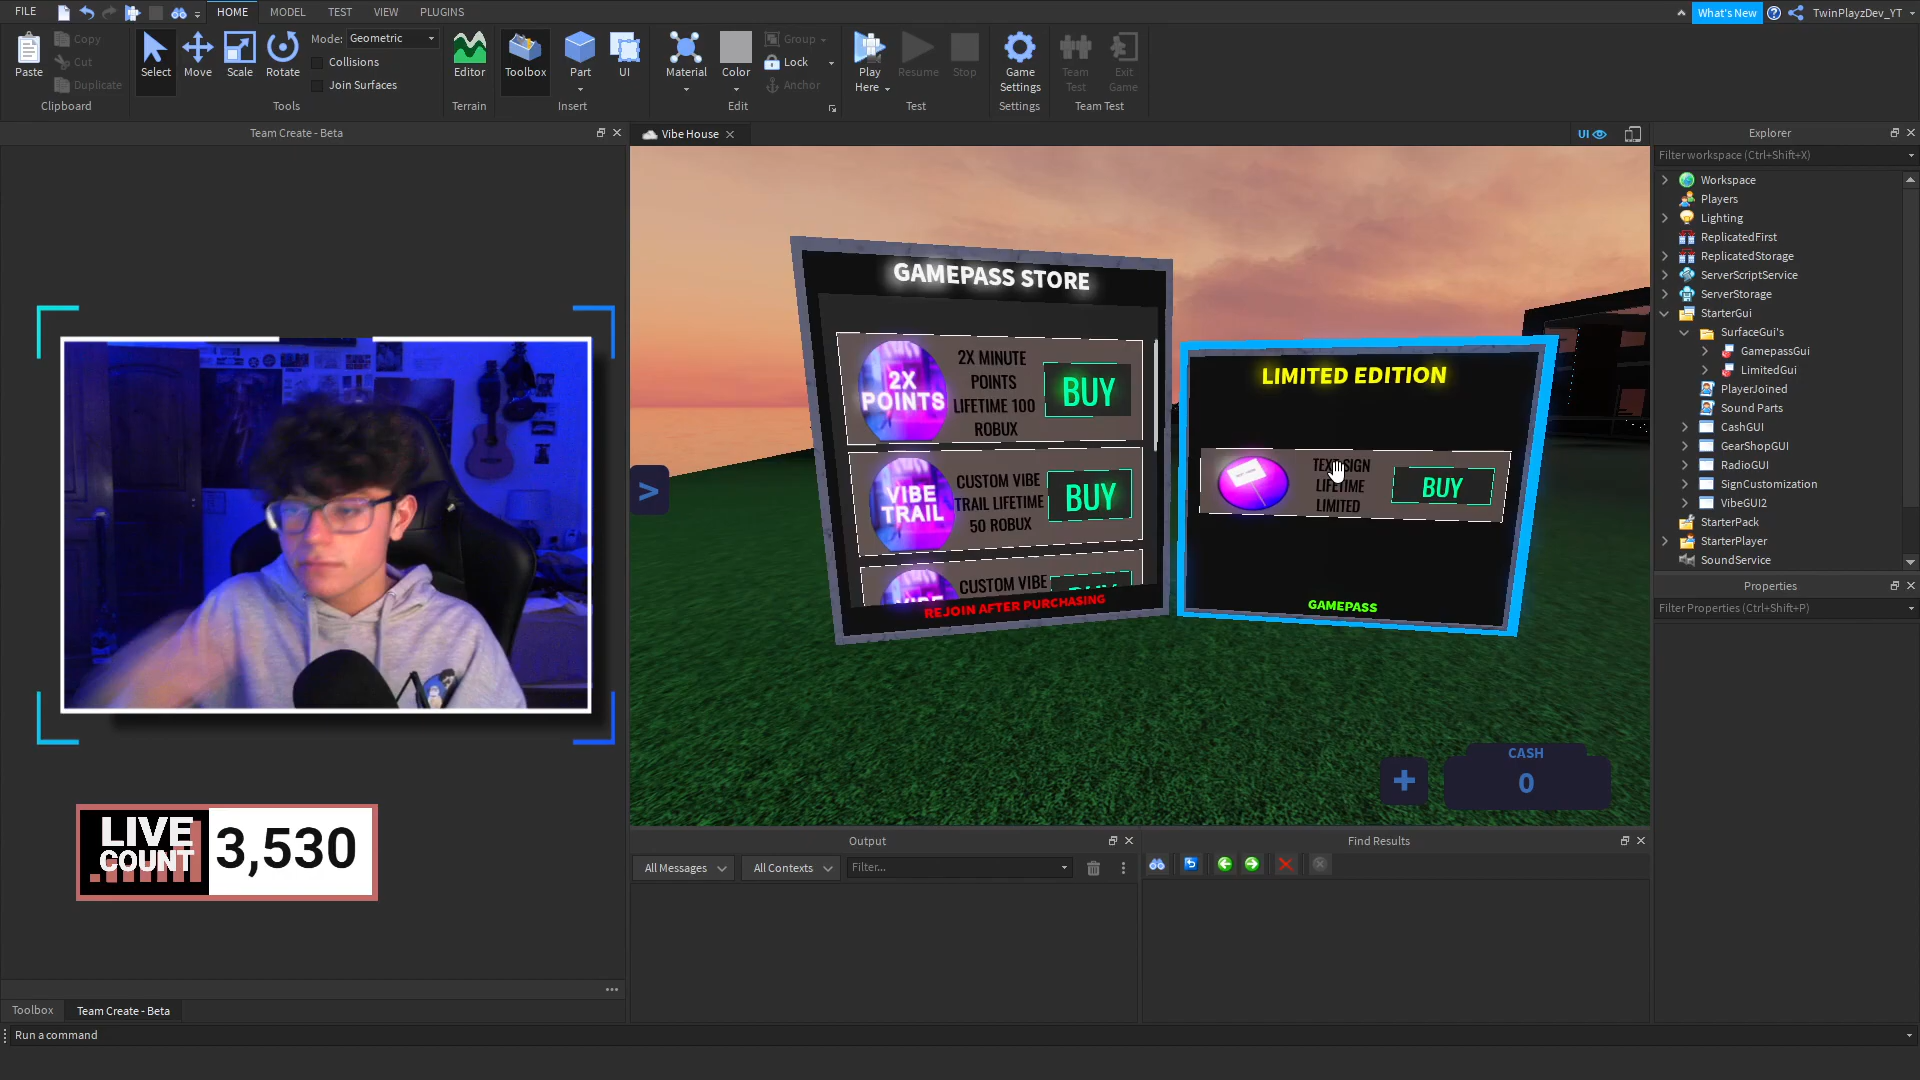 FILE
HOME
MODEL
TEST
VIEW
PLUGINS
What's New
TwinPlayzDev_YT
Paste
Copy
Cut
Duplicate
Clipboard
Select
Move
Scale
Rotate
Mode: Geometric
Collisions
Join Surfaces
Tools
Editor
Terrain
Toolbox
Part
UI
Insert
Material
Color
Group
Lock
Anchor
Edit
Play
Here
Resume
Stop
Test
Game
Settings
Settings
Team
Test
Exit
Game
Team Test
Team Create - Beta
Vibe House
UI
Explorer
Filter workspace (Ctrl+Shift+X)
Workspace
Players
Lighting
ReplicatedFirst
ReplicatedStorage
ServerScriptService
ServerStorage
StarterGui
SurfaceGui's
GamepassGui
LimitedGui
PlayerJoined
Sound Parts
CashGUI
GearShopGUI
RadioGUI
SignCustomization
VibeGUI2
StarterPack
StarterPlayer
SoundService
Properties
Filter Properties (Ctrl+Shift+P)
GAMEPASS STORE
2X
POINTS
2X MINUTE
POINTS
LIFETIME 100
ROBUX
BUY
VIBE
TRAIL
CUSTOM VIBE
TRAIL LIFETIME
50 ROBUX
BUY
CUSTOM VIBE
REJOIN AFTER PURCHASING
LIMITED EDITION
TEXT SIGN
LIFETIME
LIMITED
BUY
GAMEPASS
>
CASH
+
0
LIVE
COUNT
3,530
Output
All Messages
All Contexts
Filter...
Find Results
Toolbox
Team Create - Beta
Run a command